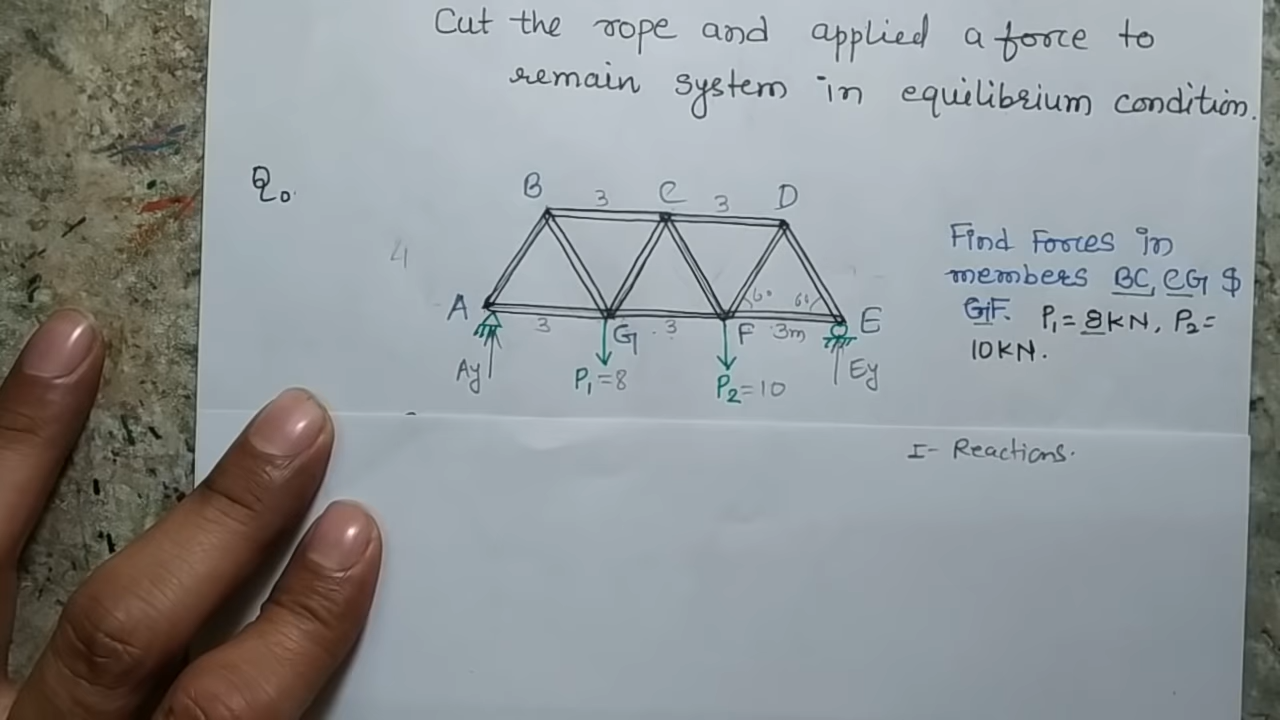 Cut the rope and applied a force to
remain system in equilibrium condition.
Q.
B 3 C 3 D
4
Find Forces in
members BC, CG &
GF. P1 = 8KN, P2 =
10KN.
60 60
A 3 G 3 F 3m E
Ay P1=8 P2=10 Ey
I- Reactions.